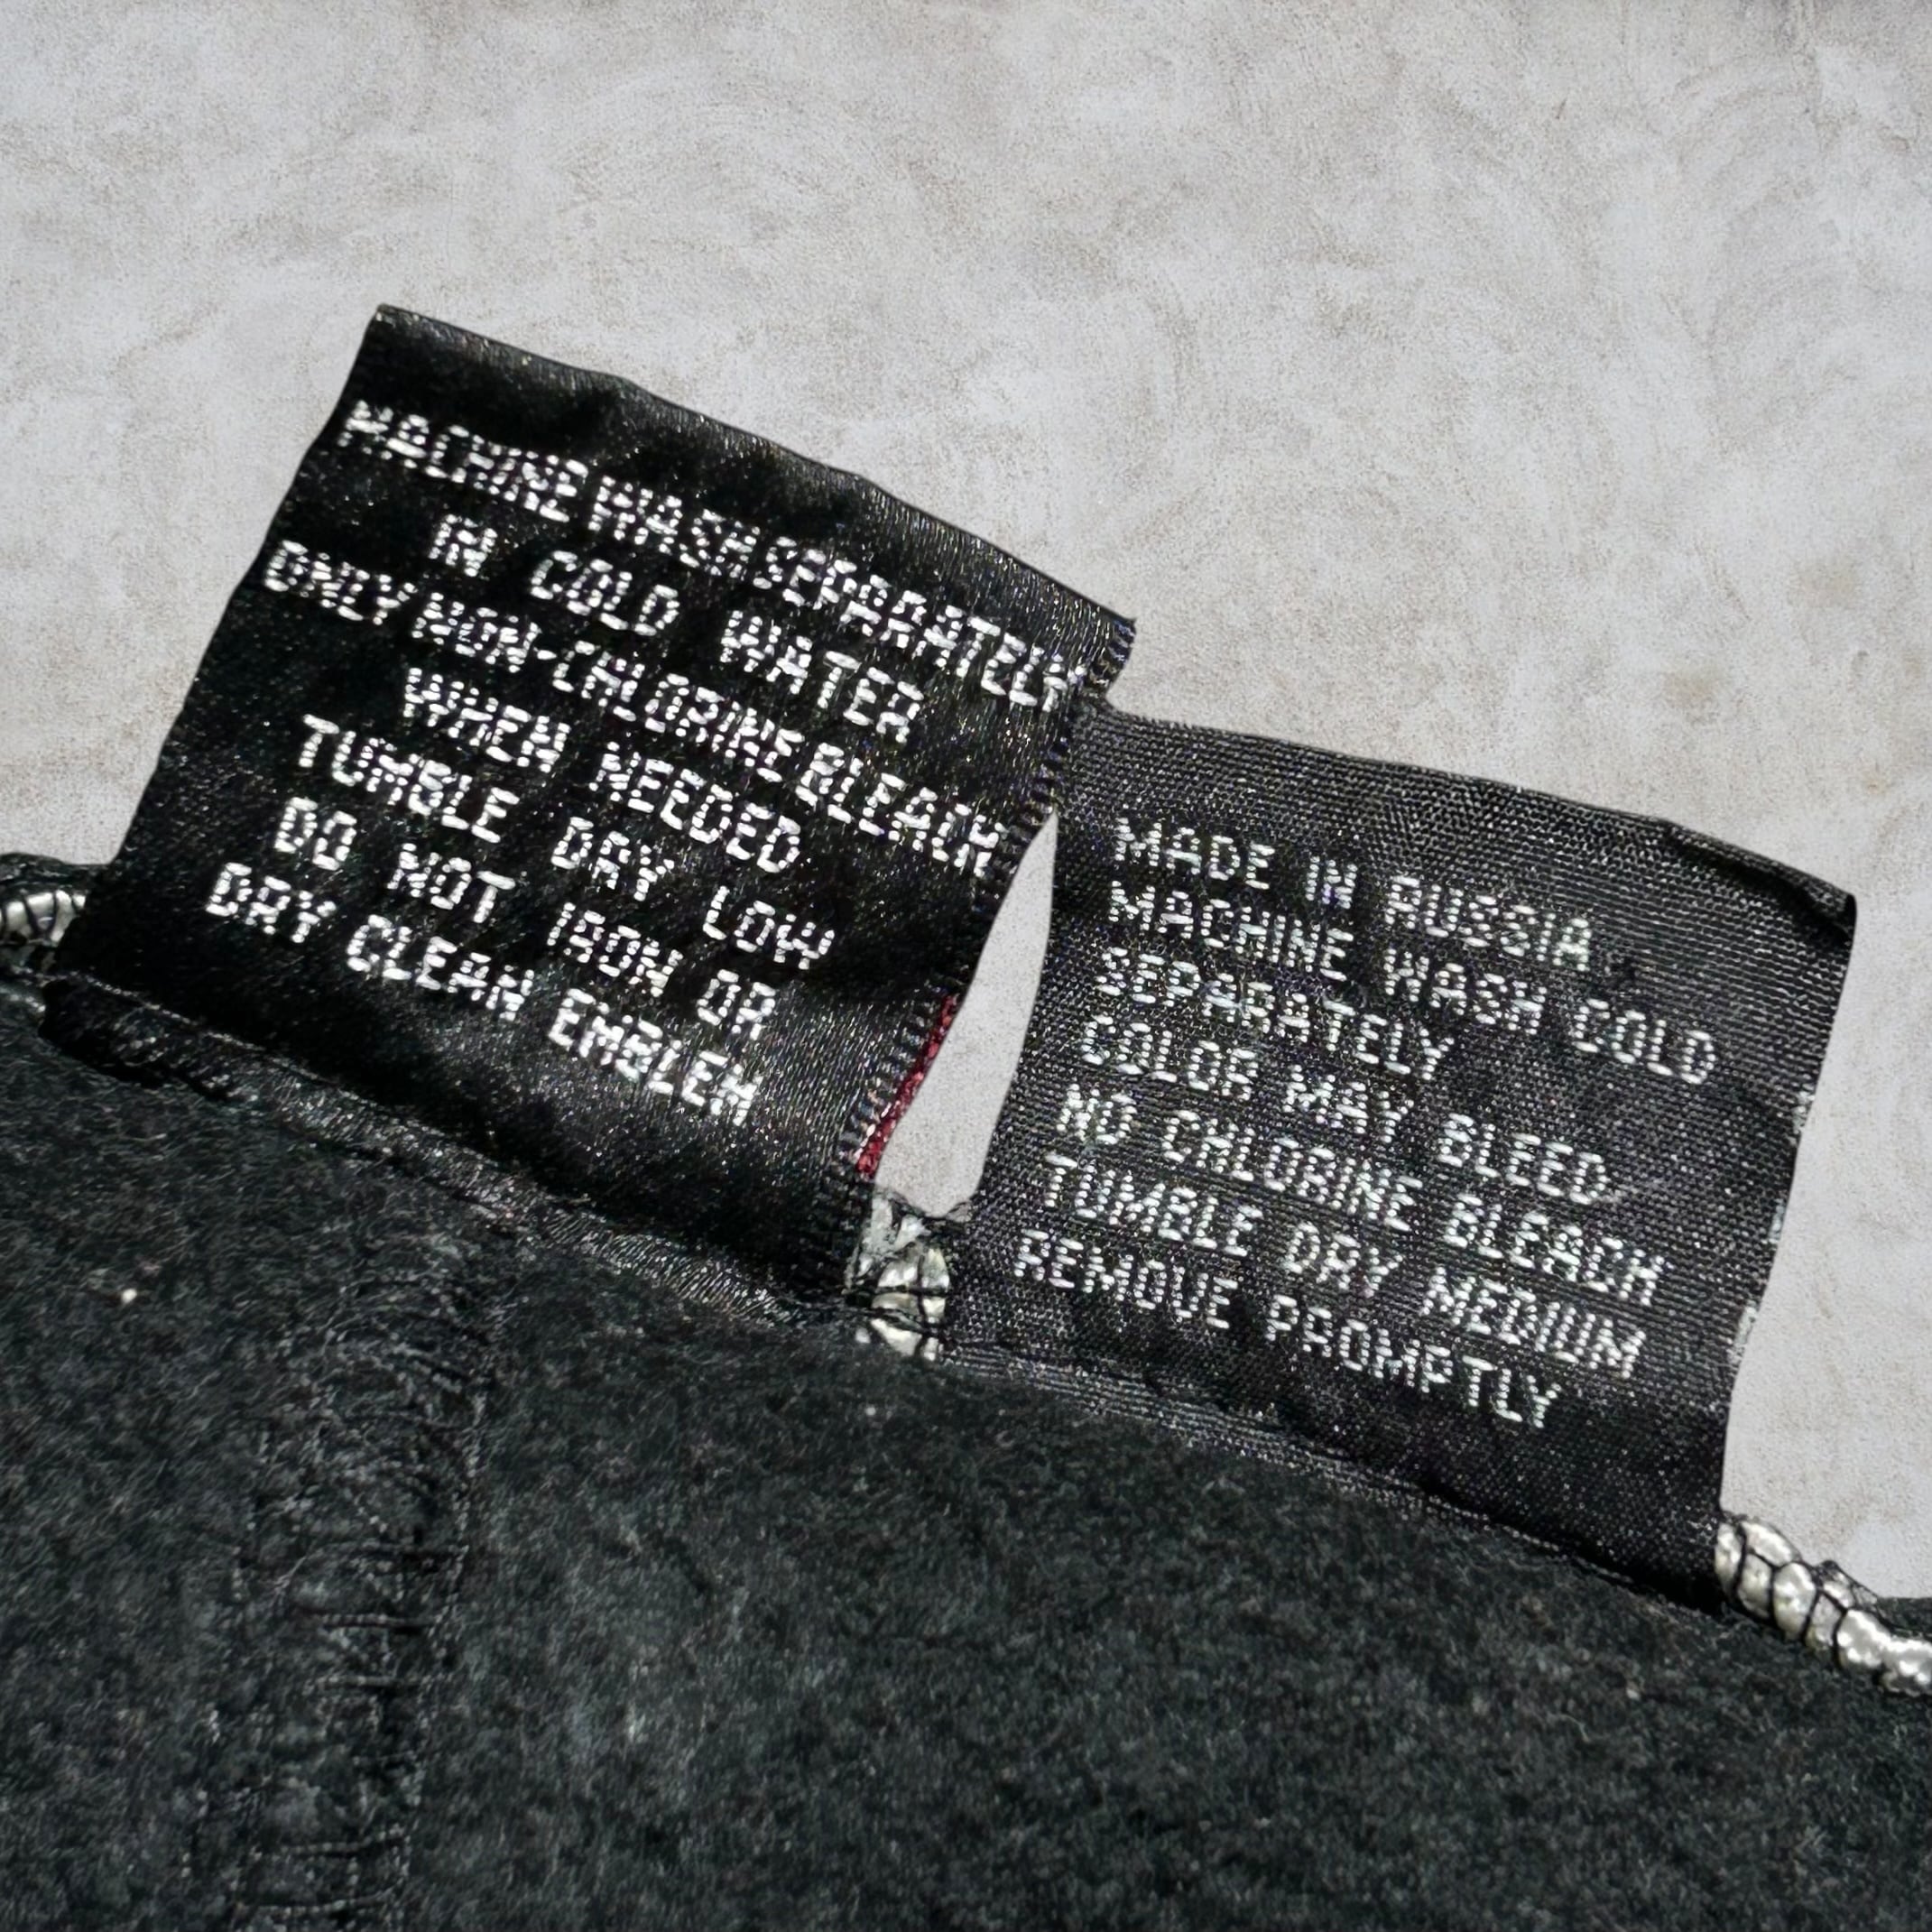 MACHINE WASH SEPARATELY
IN COLD WATER
ONLY NON-CHLORINE BLEACH
WHEN NEEDED
TUMBLE DRY LOW
DO NOT IRON OR
DRY CLEAN EMBLEM
MADE IN RUSSIA
MACHINE WASH COLD
SEPARATELY
COLOR MAY BLEED
NO CHLORINE BLEACH
TUMBLE DRY MEDIUM
REMOVE PROMPTLY